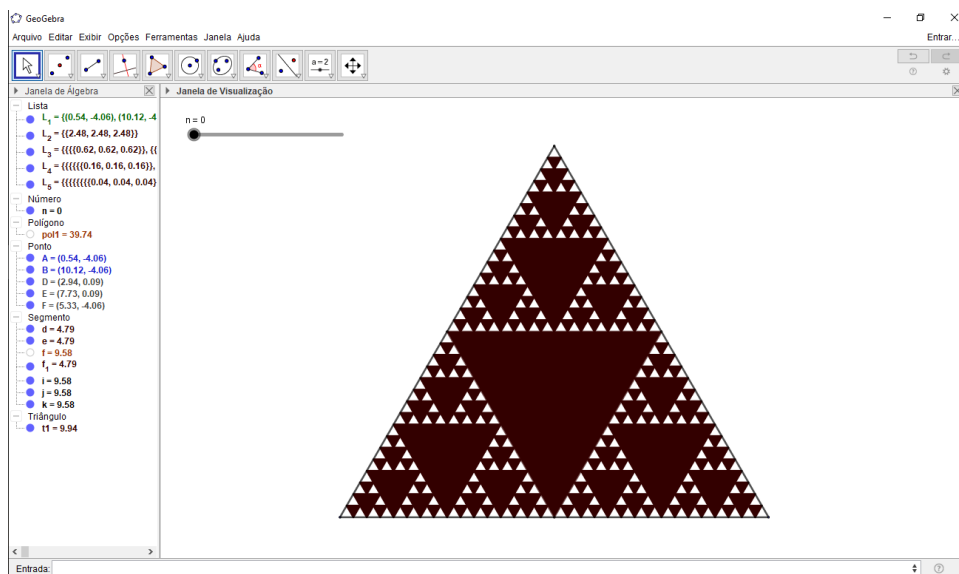 GeoGebra
Arquivo Editar Exibir Opções Ferramentas Janela Ajuda
Entrar...
a=2
Janela de Álgebra
Janela de Visualização
Lista
L1 = {(0.54, -4.06), (10.12, -4
L2 = {{2.48, 2.48, 2.48}}
L3 = {{{{0.62, 0.62, 0.62}}, {{
L4 = {{{{{{0.16, 0.16, 0.16}},
L5 = {{{{{{{{0.04, 0.04, 0.04}
Número
n = 0
Polígono
pol1 = 39.74
Ponto
A = (0.54, -4.06)
B = (10.12, -4.06)
D = (2.94, 0.09)
E = (7.73, 0.09)
F = (5.33, -4.06)
Segmento
d = 4.79
e = 4.79
f = 9.58
f1 = 4.79
i = 9.58
j = 9.58
k = 9.58
Triângulo
t1 = 9.94
n = 0
Entrada: